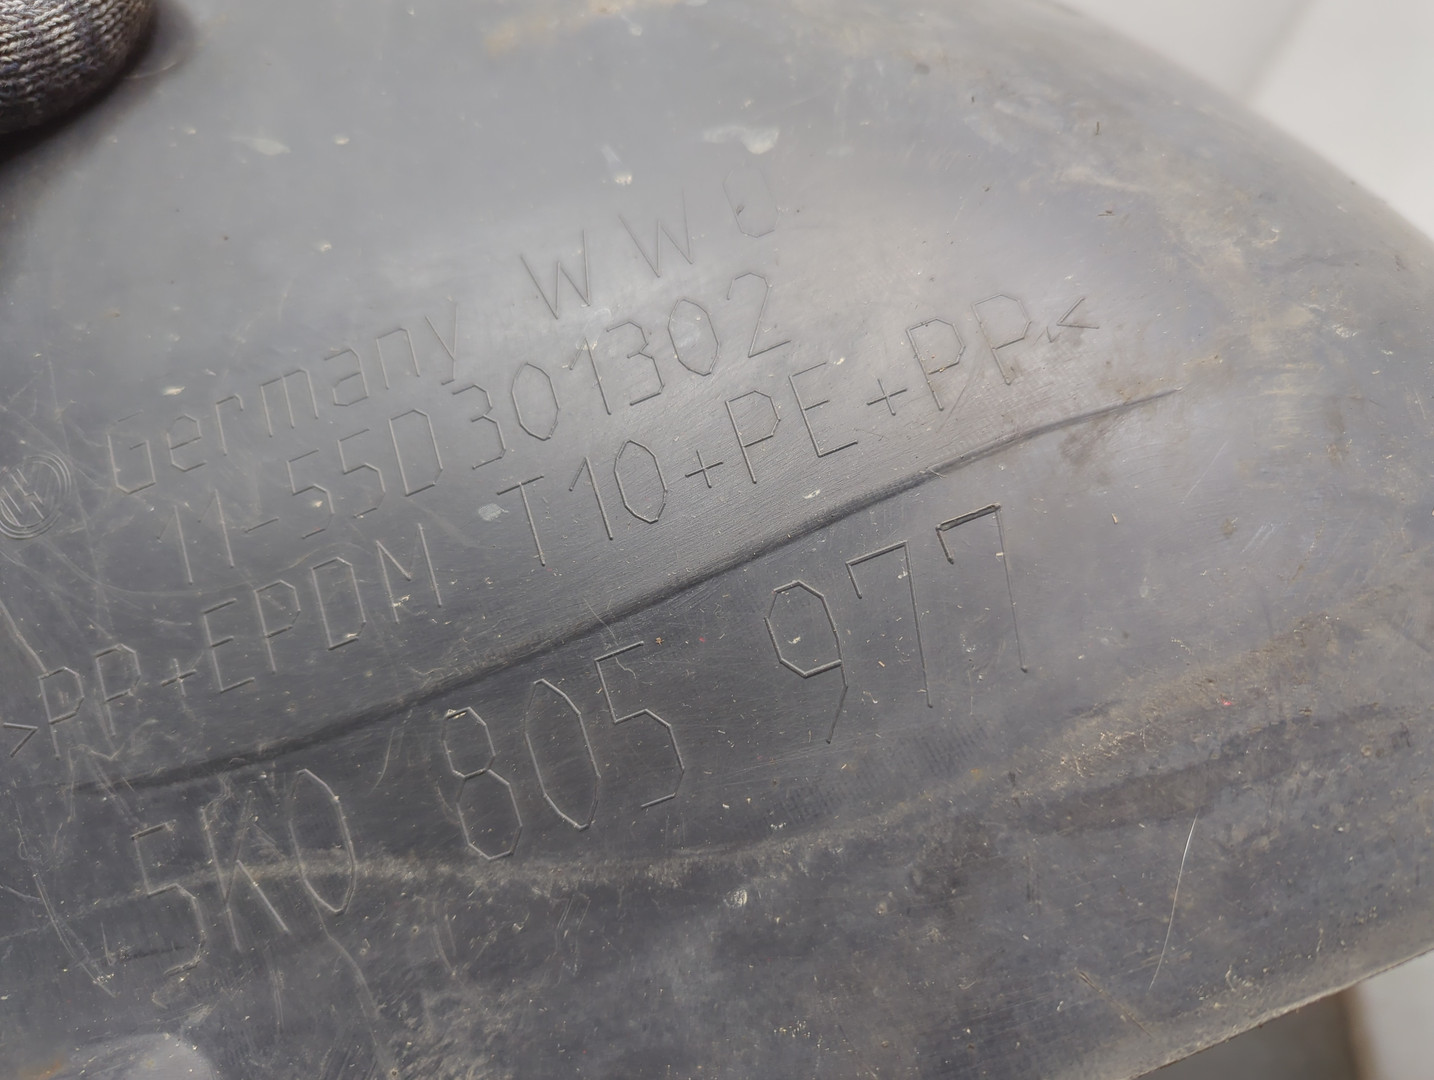 Germany WWO
11-55D301302
>PP+EPDM T10+PE+PP<
5K0 805 977